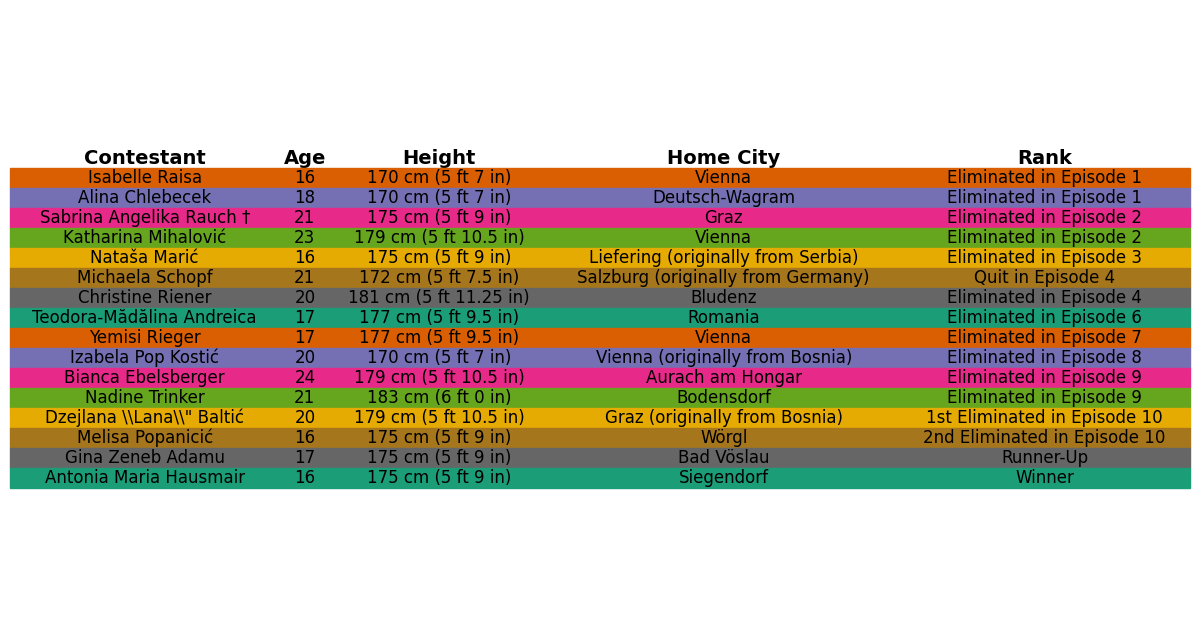 Contestant Age Height Home City Rank
Isabelle Raisa 16 170 cm (5 ft 7 in) Vienna Eliminated in Episode 1
Alina Chlebecek 18 170 cm (5 ft 7 in) Deutsch-Wagram Eliminated in Episode 1
Sabrina Angelika Rauch † 21 175 cm (5 ft 9 in) Graz Eliminated in Episode 2
Katharina Mihalović 23 179 cm (5 ft 10.5 in) Vienna Eliminated in Episode 2
Nataša Marić 16 175 cm (5 ft 9 in) Liefering (originally from Serbia) Eliminated in Episode 3
Michaela Schopf 21 172 cm (5 ft 7.5 in) Salzburg (originally from Germany) Quit in Episode 4
Christine Riener 20 181 cm (5 ft 11.25 in) Bludenz Eliminated in Episode 4
Teodora-Mădălina Andreica 17 177 cm (5 ft 9.5 in) Romania Eliminated in Episode 6
Yemisi Rieger 17 177 cm (5 ft 9.5 in) Vienna Eliminated in Episode 7
Izabela Pop Kostić 20 170 cm (5 ft 7 in) Vienna (originally from Bosnia) Eliminated in Episode 8
Bianca Ebelsberger 24 179 cm (5 ft 10.5 in) Aurach am Hongar Eliminated in Episode 9
Nadine Trinker 21 183 cm (6 ft 0 in) Bodensdorf Eliminated in Episode 9
Dzejlana \\Lana\\" Baltić 20 179 cm (5 ft 10.5 in) Graz (originally from Bosnia) 1st Eliminated in Episode 10
Melisa Popanicić 16 175 cm (5 ft 9 in) Wörgl 2nd Eliminated in Episode 10
Gina Zeneb Adamu 17 175 cm (5 ft 9 in) Bad Vöslau Runner-Up
Antonia Maria Hausmair 16 175 cm (5 ft 9 in) Siegendorf Winner